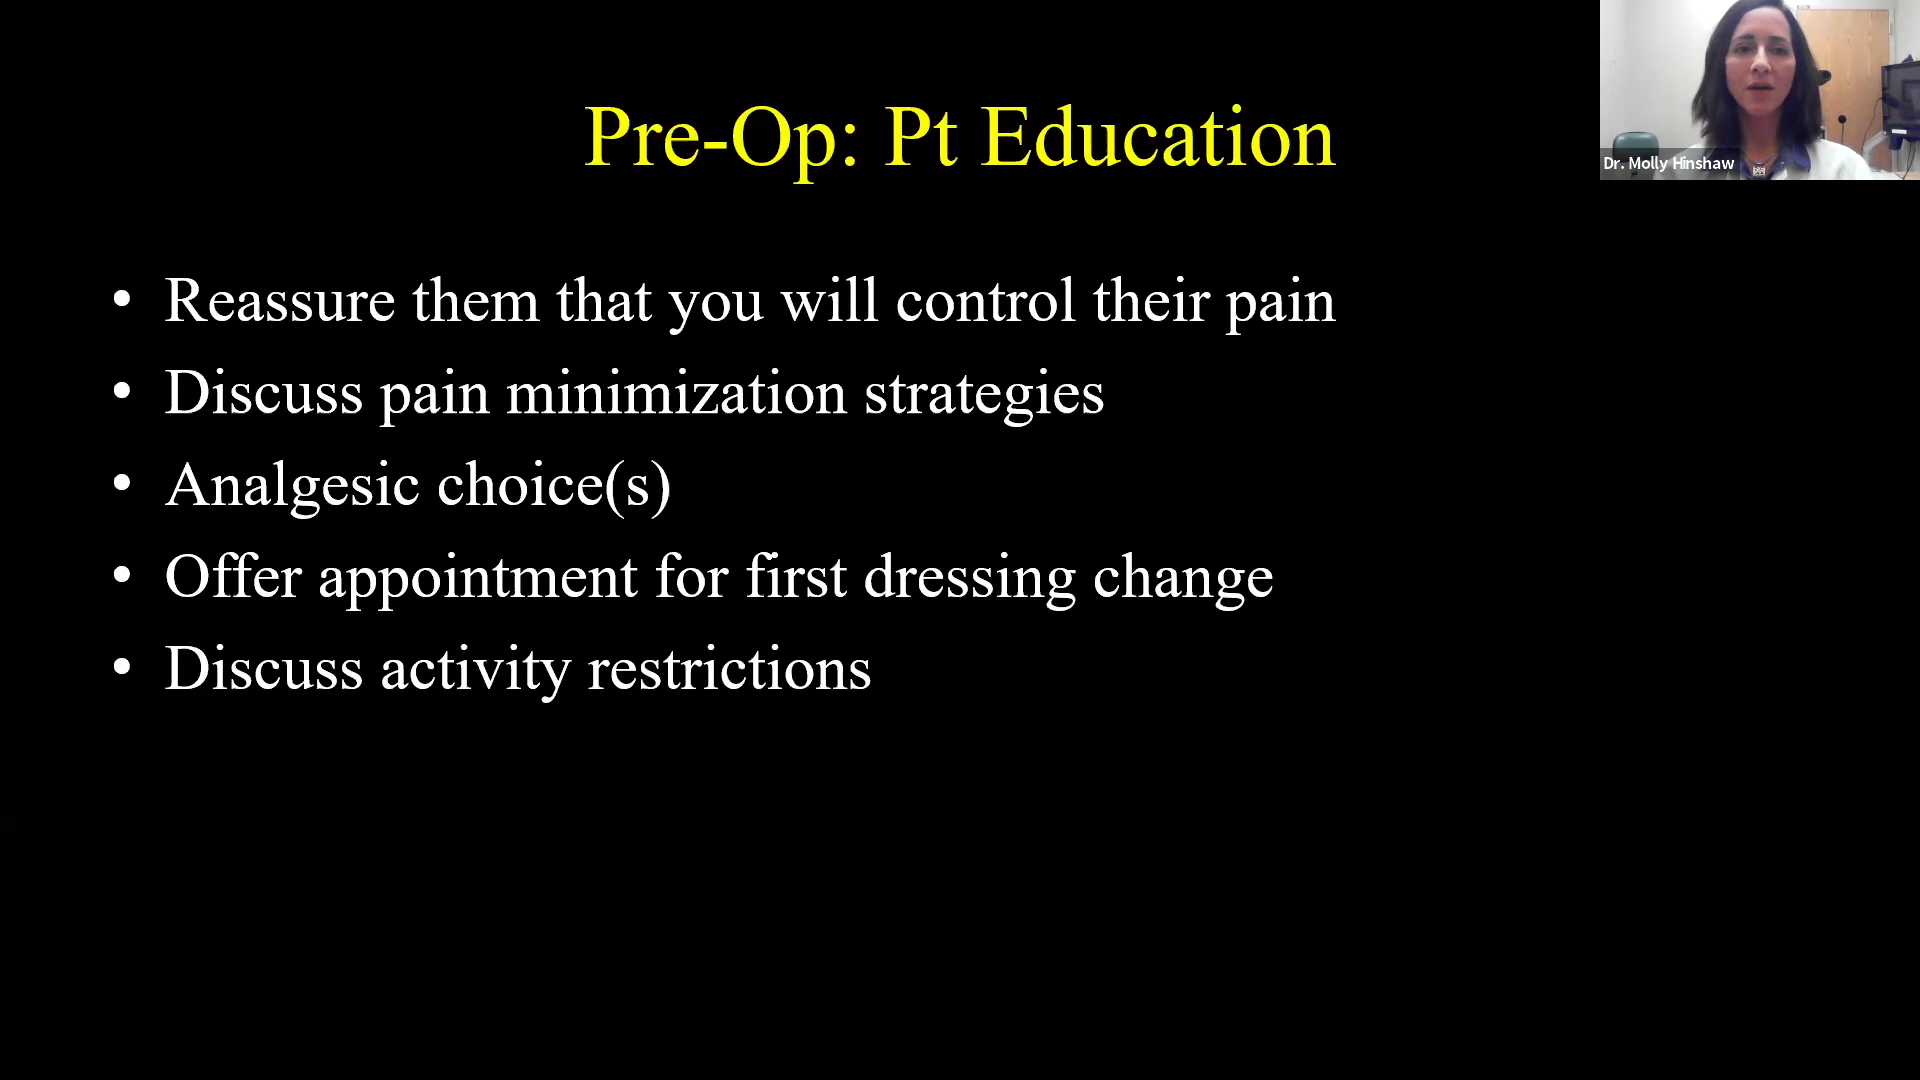 Pre-Op: Pt Education
Dr. Molly Hinshaw
• Reassure them that you will control their pain
• Discuss pain minimization strategies
• Analgesic choice(s)
• Offer appointment for first dressing change
• Discuss activity restrictions